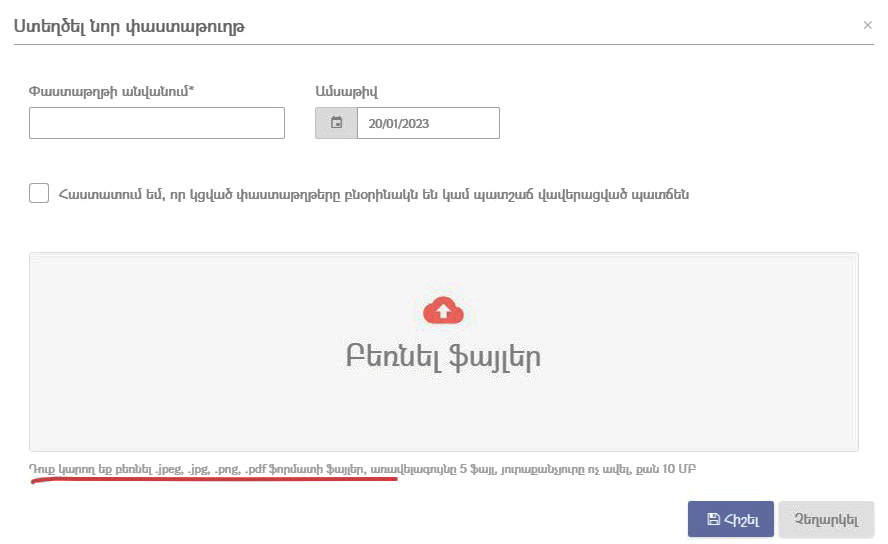 Ստեղծել նոր փաստաթուղթ ×
Փաստաթղթի անվանում* Ամսաթիվ
20/01/2023
Հաստատում եմ, որ կցված փաստաթղթերը բնօրինակն են կամ պատշաճ վավերացված պատճեն
Բեռնել ֆայլեր
Դուք կարող եք բեռնել .jpeg, .jpg, .png, .pdf ֆորմատի ֆայլեր, առավելագույնը 5 ֆայլ, յուրաքանչյուրը ոչ ավել, քան 10 ՄԲ
Հիշել Չեղարկել